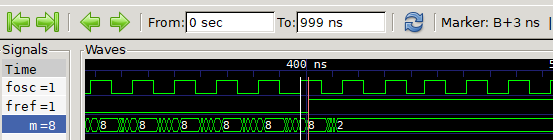 From: 0 sec To: 999 ns Marker: B+3 ns |
Signals Waves
Time 400 ns 5
fosc =1
fref =1
m =8 8 8 8 8 8 8 2